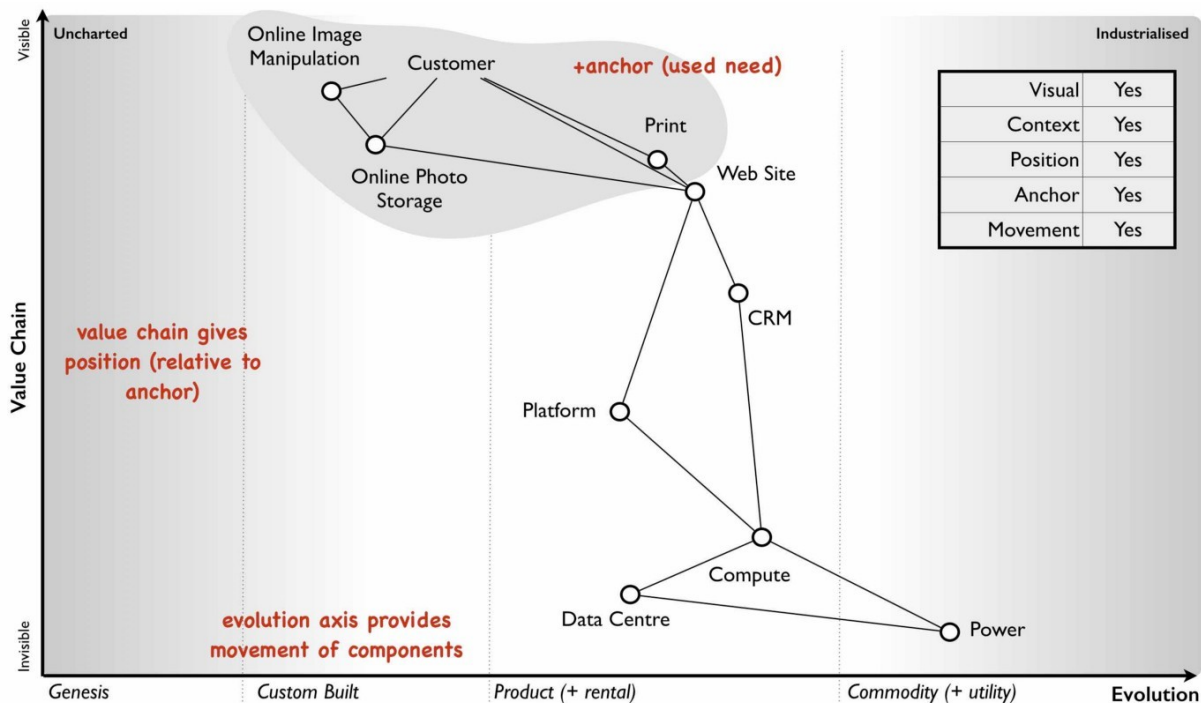 Visible
Uncharted
Online Image
Manipulation
Customer
+anchor (used need)
Industrialised
Visual Yes
Context Yes
Position Yes
Anchor Yes
Movement Yes
Print
Web Site
Online Photo
Storage
CRM
value chain gives
position (relative to
anchor)
Value Chain
Platform
Compute
Data Centre
Power
evolution axis provides
movement of components
Invisible
Genesis
Custom Built
Product (+ rental)
Commodity (+ utility)
Evolution